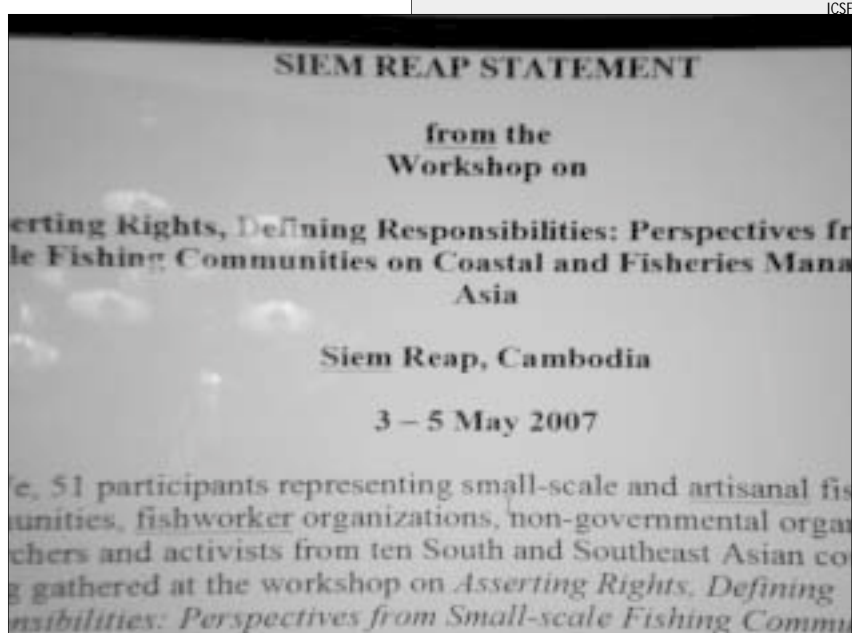 ICSF
SIEM REAP STATEMENT
from the
Workshop on
erting Rights, Defining Responsibilities: Perspectives fr
le Fishing Communities on Coastal and Fisheries Mana
Asia
Siem Reap, Cambodia
3 – 5 May 2007
e, 51 participants representing small-scale and artisanal fis
unities, fishworker organizations, non-governmental organ
chers and activists from ten South and Southeast Asian co
g gathered at the workshop on Asserting Rights, Defining
nsibilities: Perspectives from Small-scale Fishing Commu